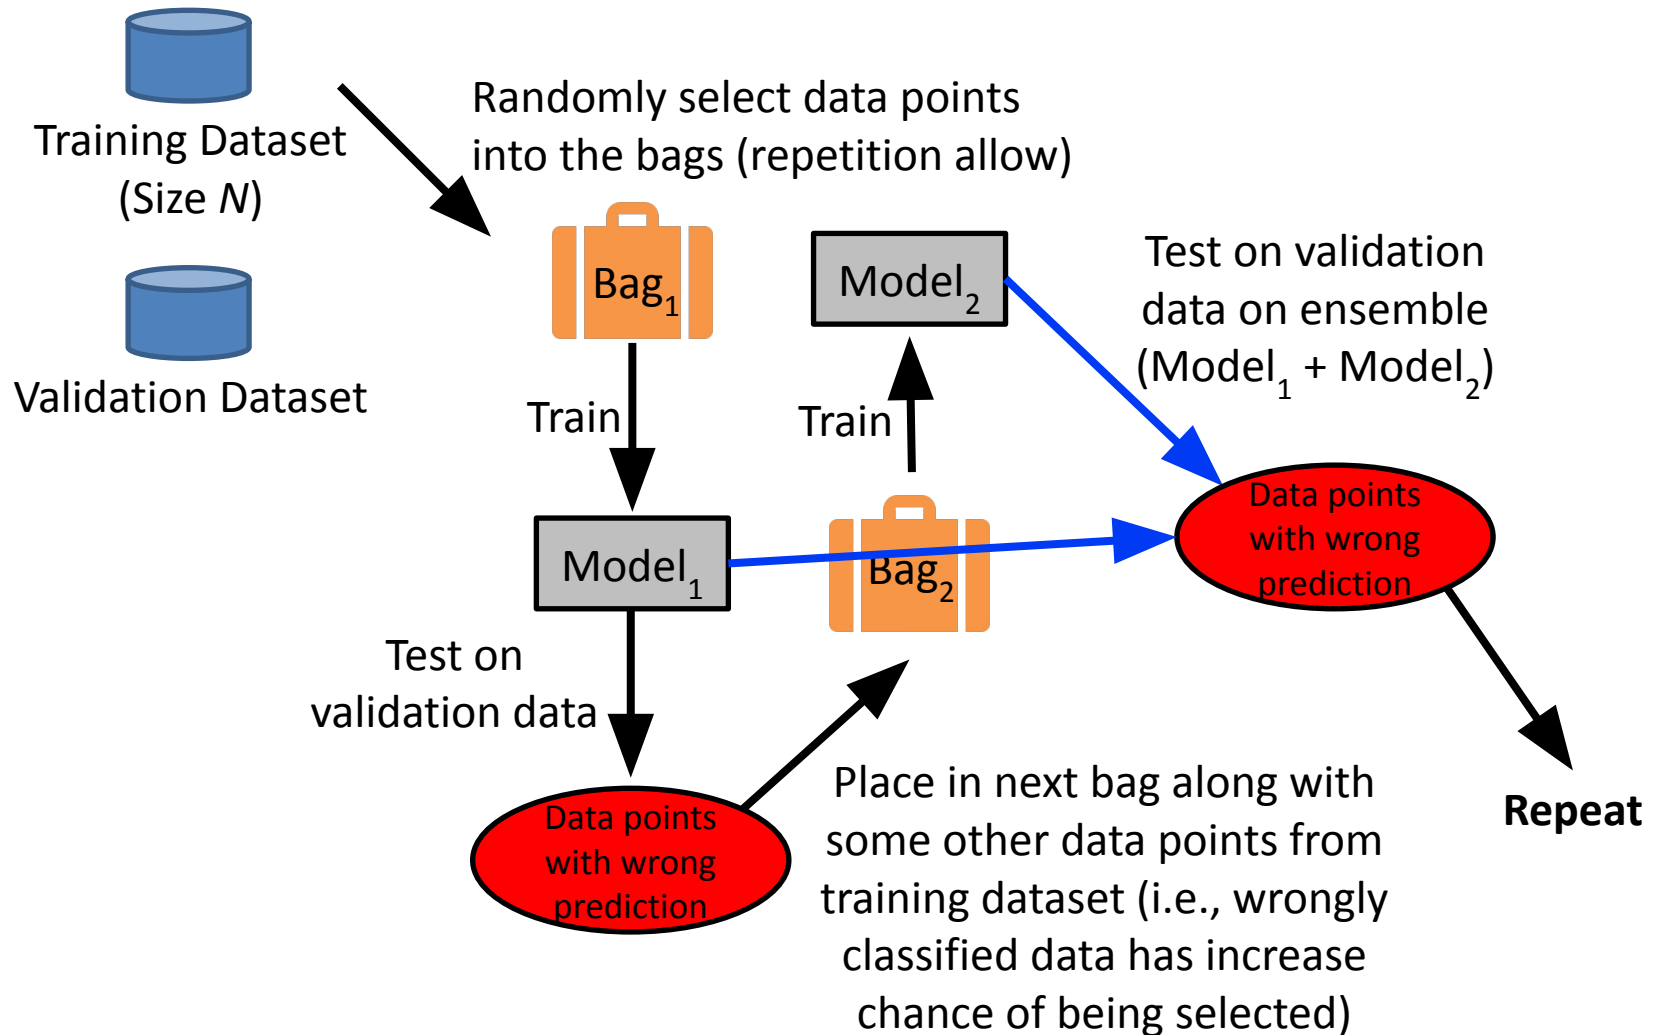 Training Dataset
(Size N)
Validation Dataset
Randomly select data points
into the bags (repetition allow)
Bag1
Train
Model1
Test on
validation data
Data points
with wrong
prediction
Place in next bag along with
some other data points from
training dataset (i.e., wrongly
classified data has increase
chance of being selected)
Bag2
Train
Model2
Test on validation
data on ensemble
(Model1 + Model2)
Data points
with wrong
prediction
Repeat